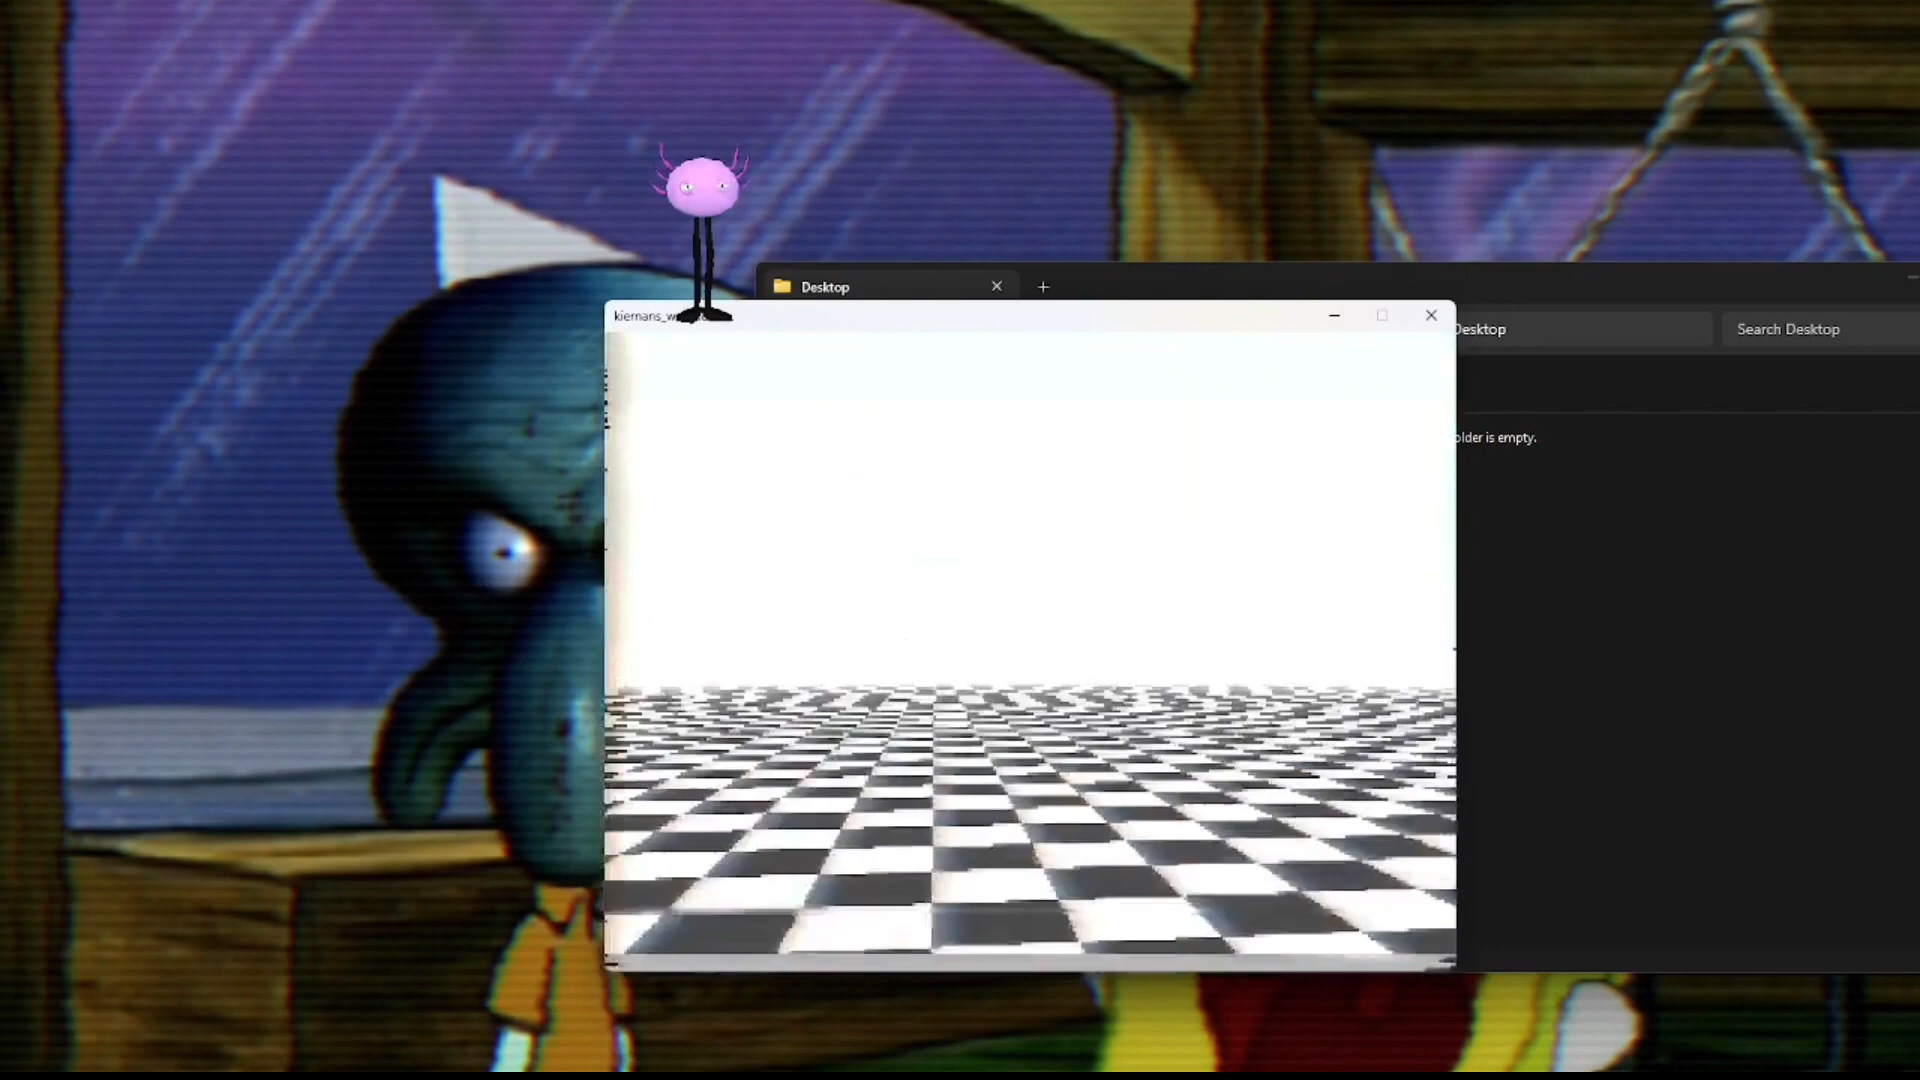 Desktop
kiernans_w
Desktop
Search Desktop
older is empty.